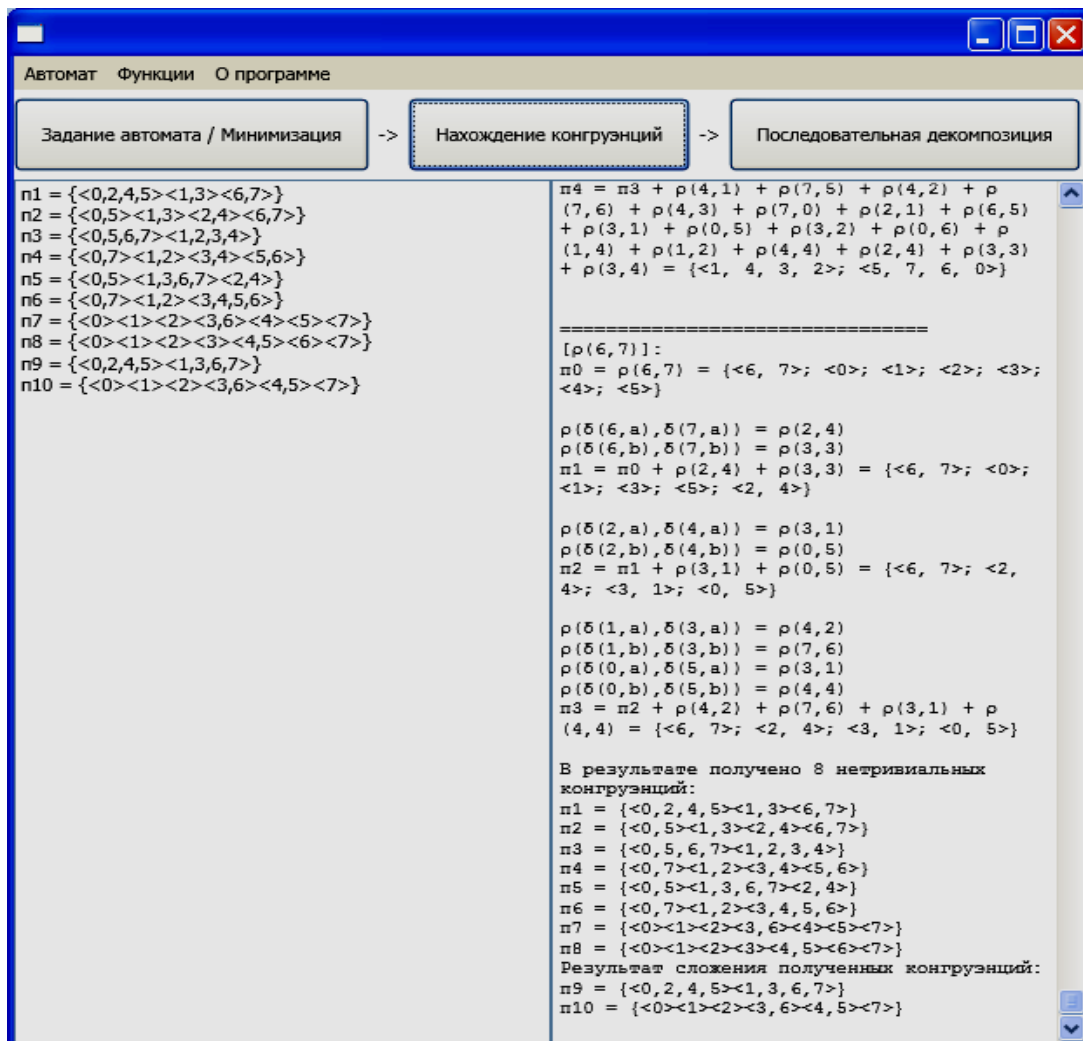 Автомат Функции О программе
Задание автомата / Минимизация -> Нахождение конгруэнций -> Последовательная декомпозиция
π1 = {<0,2,4,5><1,3><6,7>}
π2 = {<0,5><1,3><2,4><6,7>}
π3 = {<0,5,6,7><1,2,3,4>}
π4 = {<0,7><1,2><3,4><5,6>}
π5 = {<0,5><1,3,6,7><2,4>}
π6 = {<0,7><1,2><3,4,5,6>}
π7 = {<0><1><2><3,6><4><5><7>}
π8 = {<0><1><2><3><4,5><6><7>}
π9 = {<0,2,4,5><1,3,6,7>}
π10 = {<0><1><2><3,6><4,5><7>}
π4 = π3 + ρ(4,1) + ρ(7,5) + ρ(4,2) + ρ
(7,6) + ρ(4,3) + ρ(7,0) + ρ(2,1) + ρ(6,5)
+ ρ(3,1) + ρ(0,5) + ρ(3,2) + ρ(0,6) + ρ
(1,4) + ρ(1,2) + ρ(4,4) + ρ(2,4) + ρ(3,3)
+ ρ(3,4) = {<1, 4, 3, 2>; <5, 7, 6, 0>}
================================
[ρ(6,7)]:
π0 = ρ(6,7) = {<6, 7>; <0>; <1>; <2>; <3>;
<4>; <5>}
ρ(δ(6,a),δ(7,a)) = ρ(2,4)
ρ(δ(6,b),δ(7,b)) = ρ(3,3)
π1 = π0 + ρ(2,4) + ρ(3,3) = {<6, 7>; <0>;
<1>; <3>; <5>; <2, 4>}
ρ(δ(2,a),δ(4,a)) = ρ(3,1)
ρ(δ(2,b),δ(4,b)) = ρ(0,5)
π2 = π1 + ρ(3,1) + ρ(0,5) = {<6, 7>; <2,
4>; <3, 1>; <0, 5>}
ρ(δ(1,a),δ(3,a)) = ρ(4,2)
ρ(δ(1,b),δ(3,b)) = ρ(7,6)
ρ(δ(0,a),δ(5,a)) = ρ(3,1)
ρ(δ(0,b),δ(5,b)) = ρ(4,4)
π3 = π2 + ρ(4,2) + ρ(7,6) + ρ(3,1) + ρ
(4,4) = {<6, 7>; <2, 4>; <3, 1>; <0, 5>}
В результате получено 8 нетривиальных
конгруэнций:
π1 = {<0,2,4,5><1,3><6,7>}
π2 = {<0,5><1,3><2,4><6,7>}
π3 = {<0,5,6,7><1,2,3,4>}
π4 = {<0,7><1,2><3,4><5,6>}
π5 = {<0,5><1,3,6,7><2,4>}
π6 = {<0,7><1,2><3,4,5,6>}
π7 = {<0><1><2><3,6><4><5><7>}
π8 = {<0><1><2><3><4,5><6><7>}
Результат сложения полученных конгруэнций:
π9 = {<0,2,4,5><1,3,6,7>}
π10 = {<0><1><2><3,6><4,5><7>}